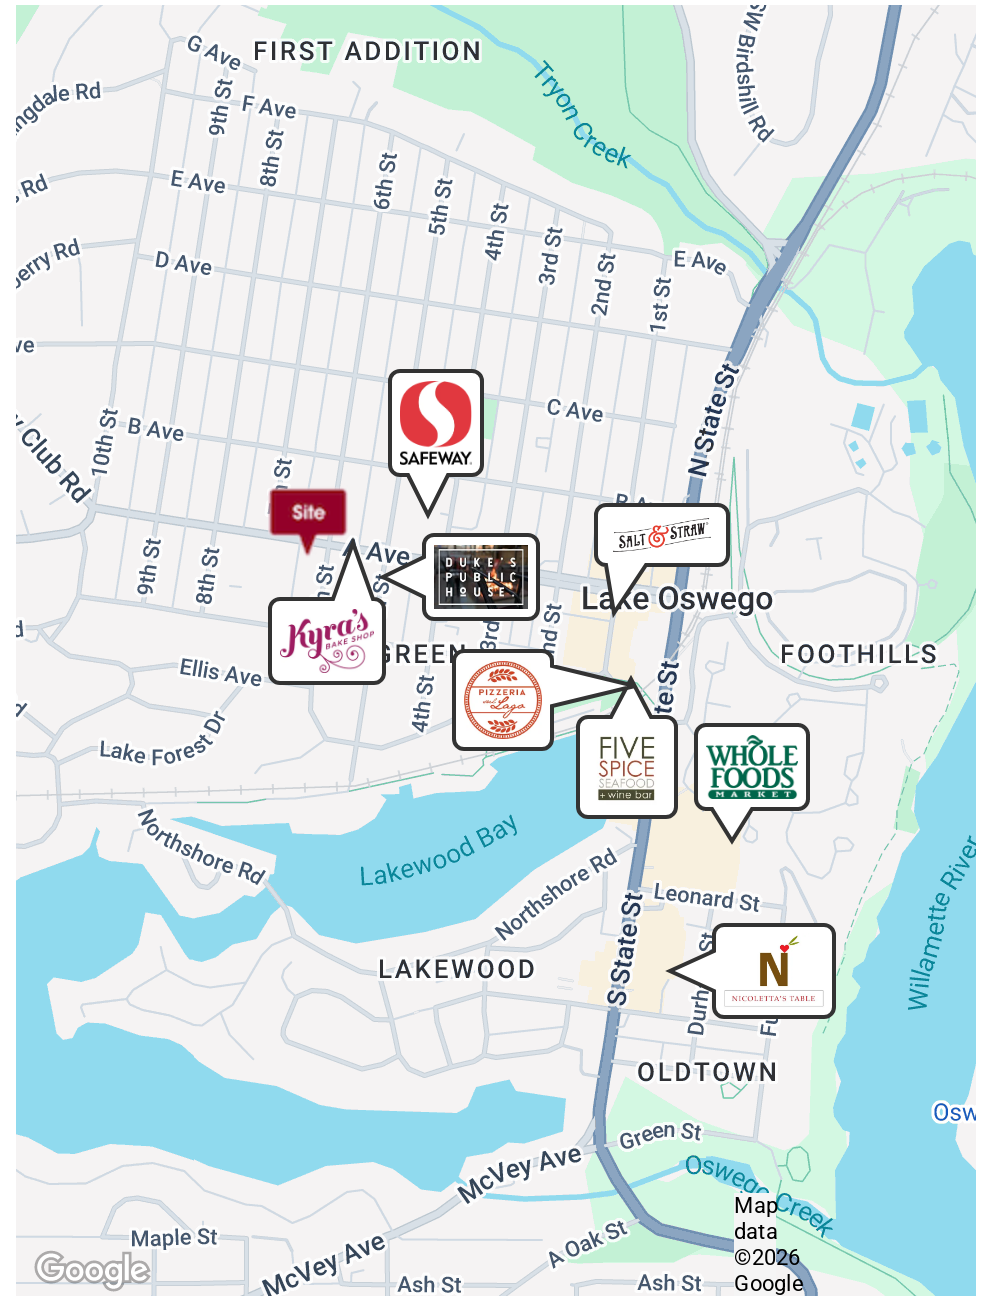 FIRST ADDITION
G Ave
F Ave
9th St
8th St
SW Birdshill Rd
Tryon Creek
6th St
E Ave
5th St
4th St
3rd St
2nd St
1st St
E Ave
D Ave
N State St
C Ave
B Ave
10th St
SAFEWAY
Site
SALT & STRAW
Ave
DUKE'S
PUBLIC
HOUSE
9th St
8th St
Lake Oswego
Kyra's
BAKE SHOP
GREEN
FOOTHILLS
Ellis Ave
4th St
PIZZERIA
Lago
Lake Forest Dr
FIVE
SPICE
SEAFOOD
+ wine bar
WHOLE
FOODS
MARKET
Northshore Rd
Lakewood Bay
Northshore Rd
Leonard St
S State St
Willamette River
LAKEWOOD
N
NICOLETTA'S TABLE
OLDTOWN
Green St
McVey Ave
Oswego Creek
Maple St
A Oak St
McVey Ave
Ash St
Ash St
Map
data
©2026
Google
Google